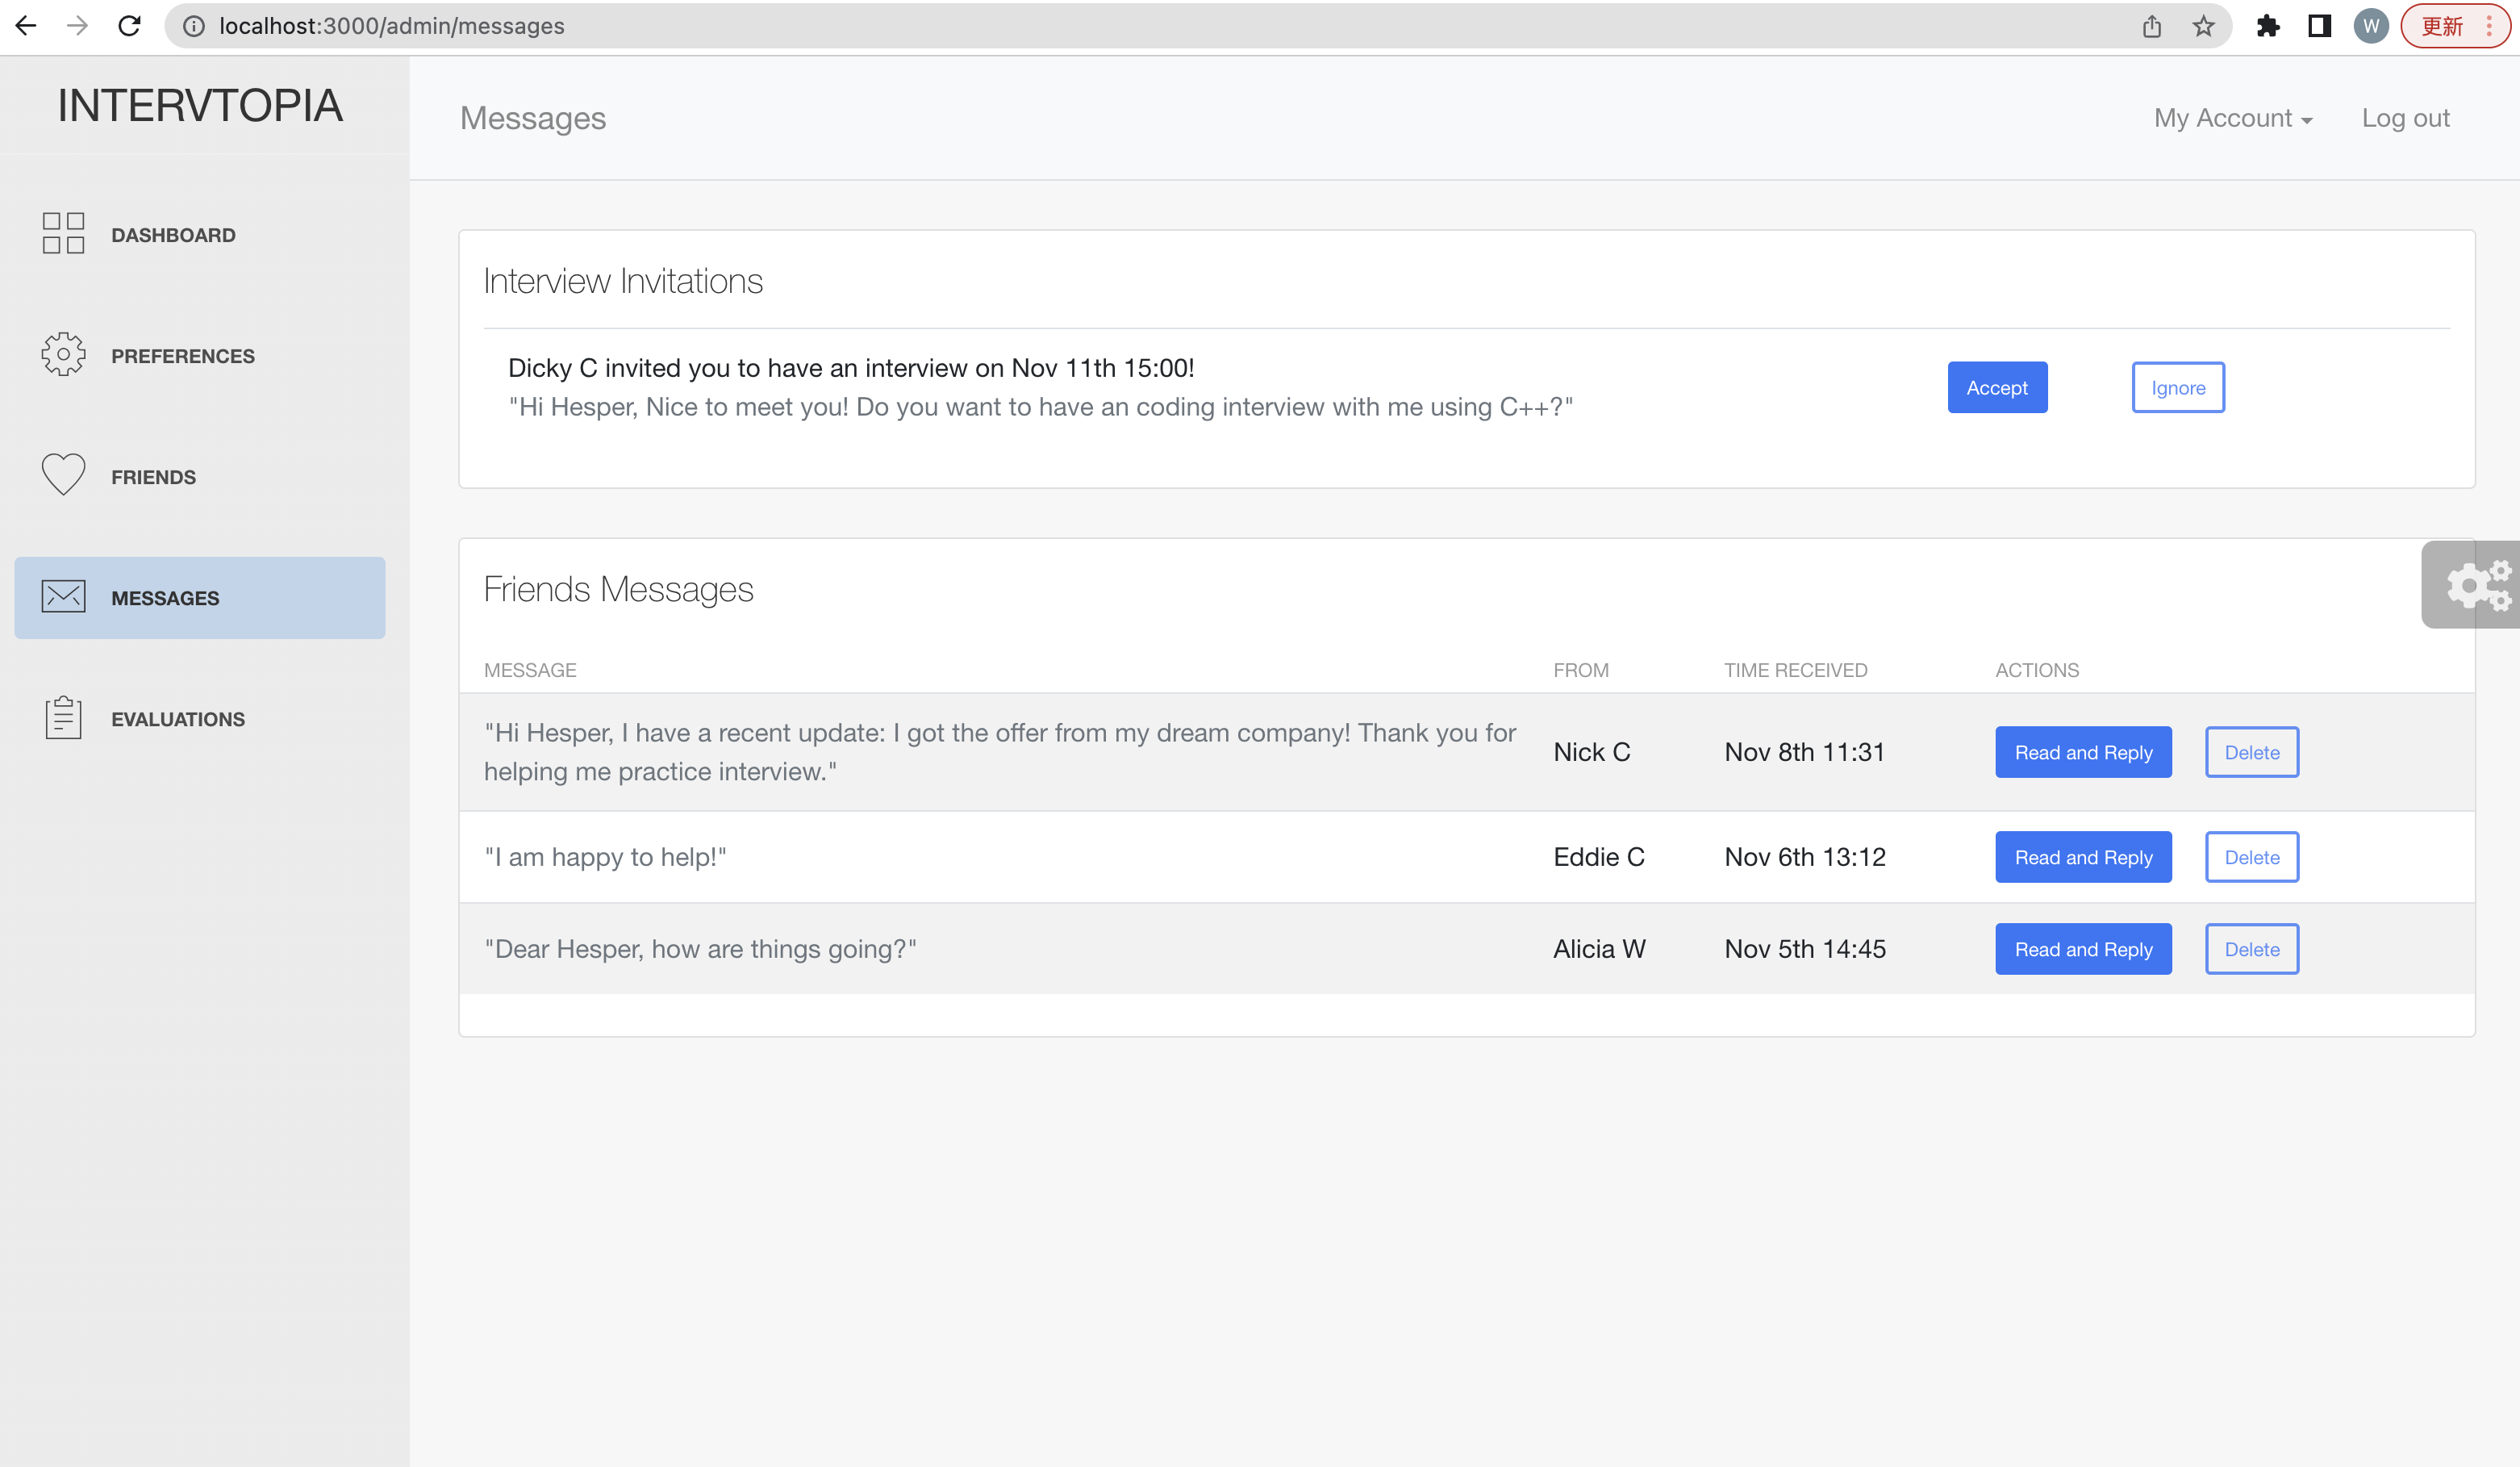 localhost:3000/admin/messages
W
更新
INTERVTOPIA
Messages
My Account
Log out
DASHBOARD
PREFERENCES
FRIENDS
MESSAGES
EVALUATIONS
Interview Invitations
Dicky C invited you to have an interview on Nov 11th 15:00!
"Hi Hesper, Nice to meet you! Do you want to have an coding interview with me using C++?"
Accept
Ignore
Friends Messages
MESSAGE FROM TIME RECEIVED ACTIONS
"Hi Hesper, I have a recent update: I got the offer from my dream company! Thank you for
helping me practice interview."
Nick C Nov 8th 11:31 Read and Reply Delete
"I am happy to help!" Eddie C Nov 6th 13:12 Read and Reply Delete
"Dear Hesper, how are things going?" Alicia W Nov 5th 14:45 Read and Reply Delete